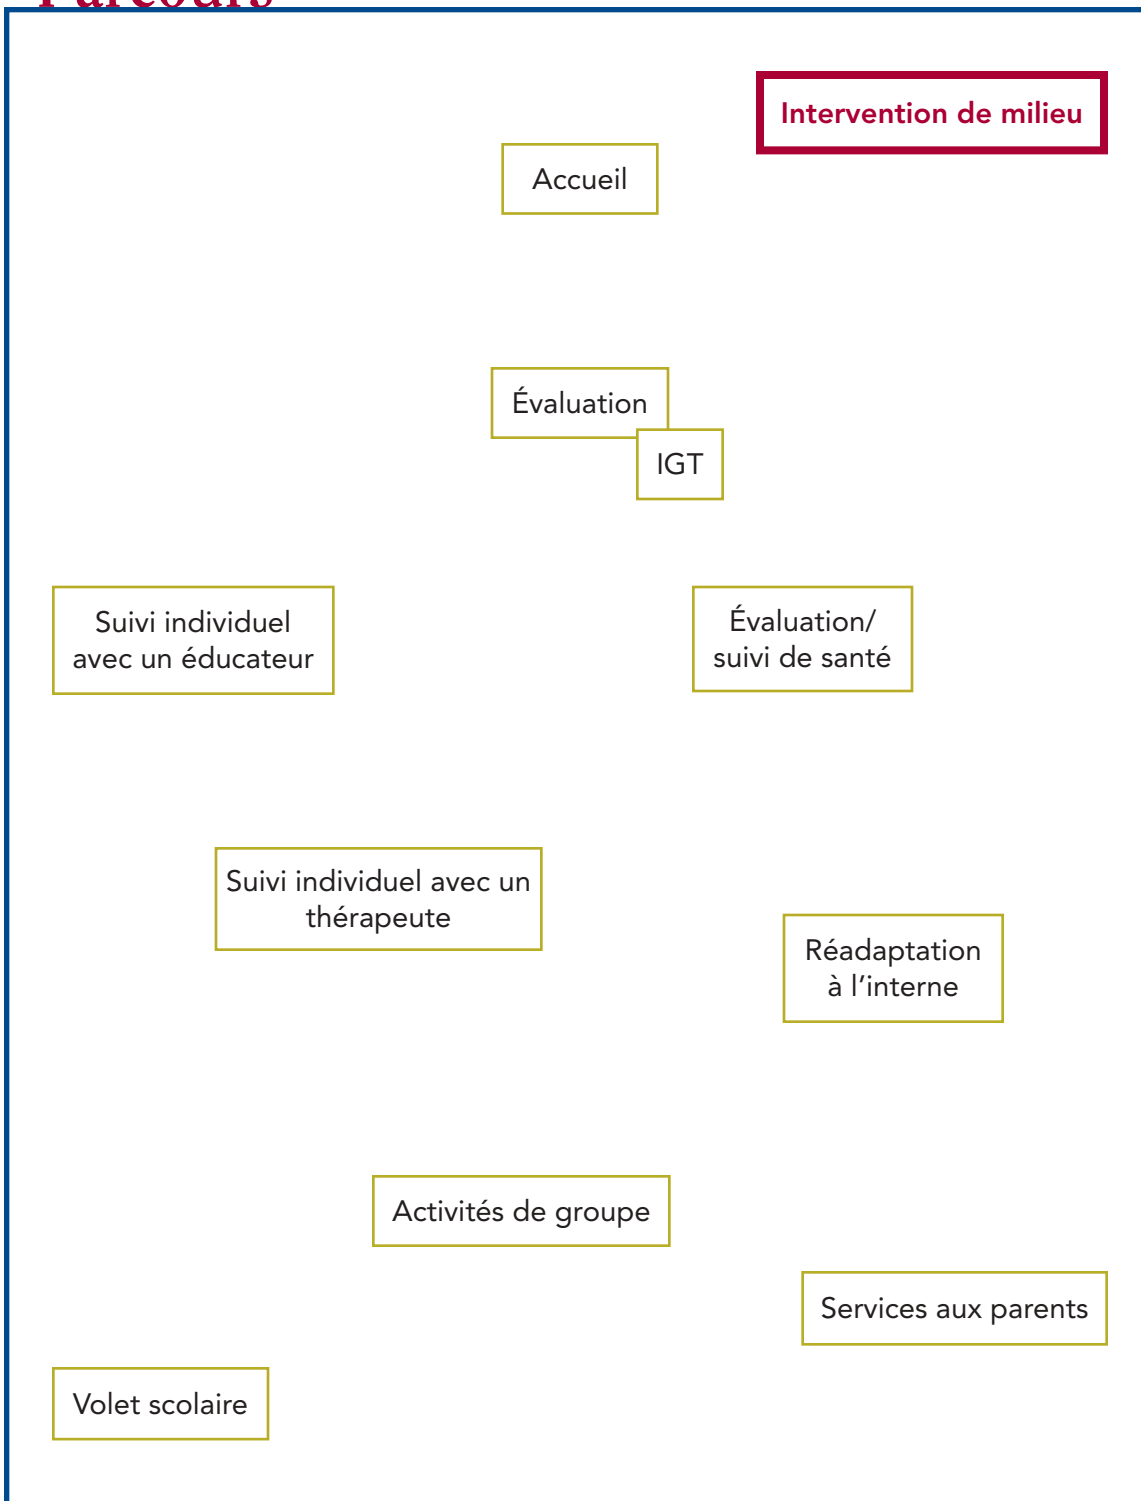 Parcours
Intervention de milieu
Accueil
Évaluation
IGT
Suivi individuel
avec un éducateur
Évaluation/
suivi de santé
Suivi individuel avec un
thérapeute
Réadaptation
à l’interne
Activités de groupe
Services aux parents
Volet scolaire